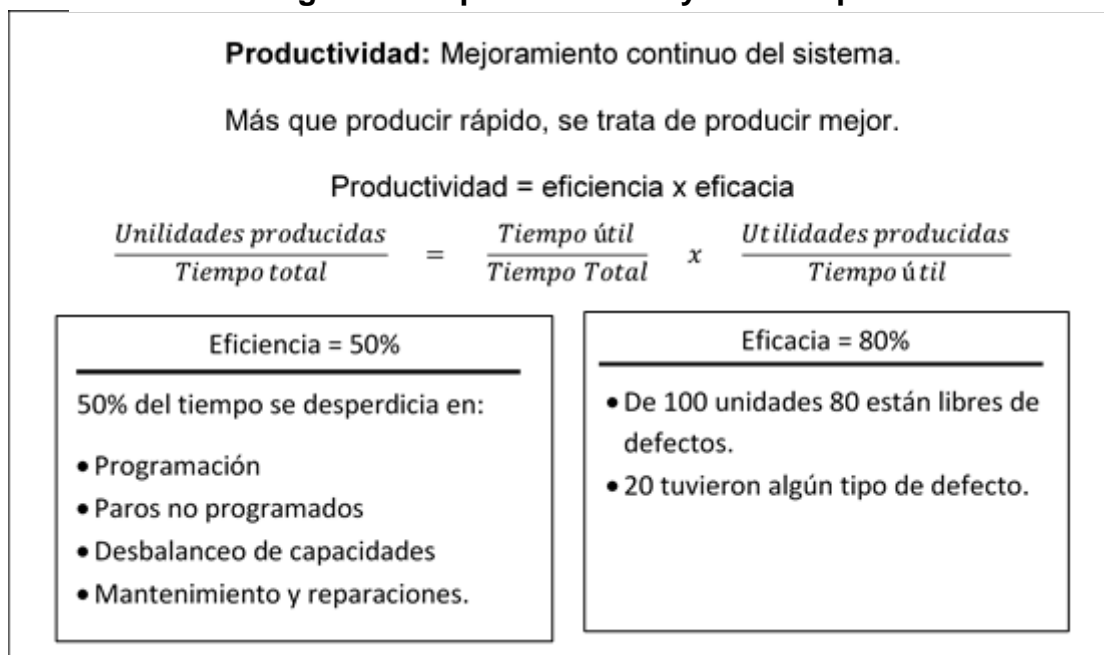 Productividad: Mejoramiento continuo del sistema.
Más que producir rápido, se trata de producir mejor.
Productividad = eficiencia x eficacia
Unilidades producidas / Tiempo total = Tiempo útil / Tiempo Total x Utilidades producidas / Tiempo útil
Eficiencia = 50%
50% del tiempo se desperdicia en:
• Programación
• Paros no programados
• Desbalanceo de capacidades
• Mantenimiento y reparaciones.
Eficacia = 80%
• De 100 unidades 80 están libres de
defectos.
• 20 tuvieron algún tipo de defecto.